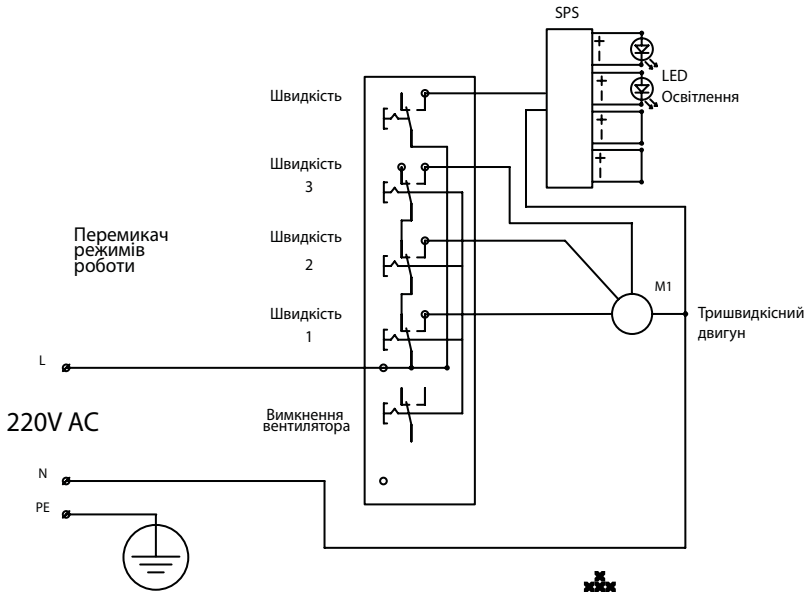 SPS
LED
Освітлення
Швидкість
Швидкість
3
Швидкість
2
Швидкість
1
Перемикач
режимів
роботи
M1
Тришвидкісний
двигун
L
220V AC
Вимкнення
вентилятора
N
PE